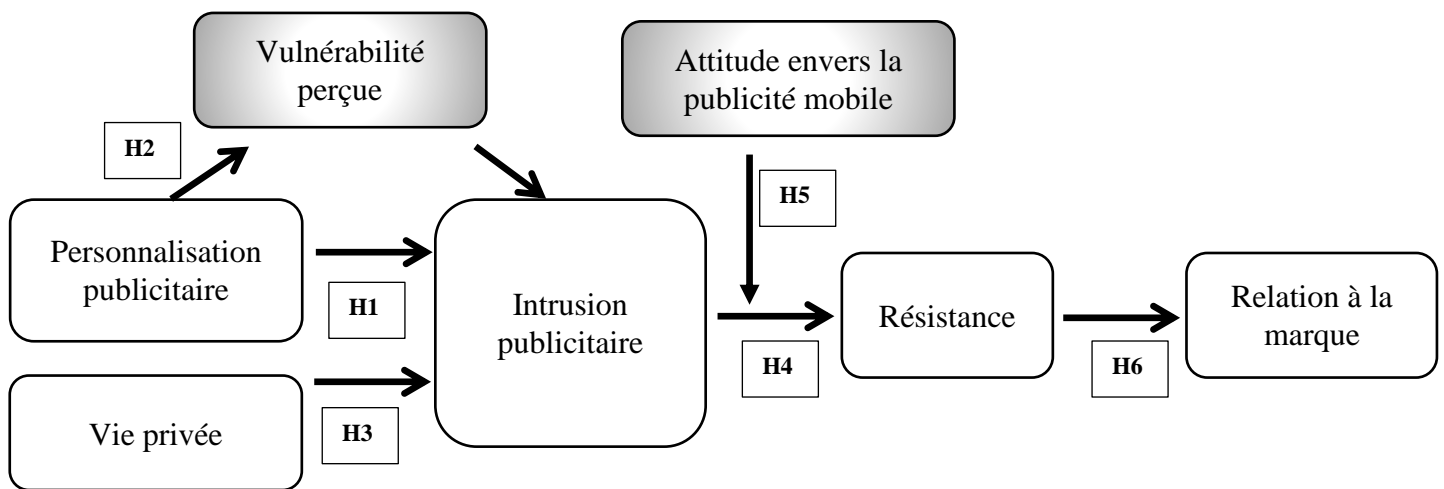 Vulnérabilité
perçue
Attitude envers la
publicité mobile
H2
H5
Personnalisation
publicitaire
H1
Intrusion
publicitaire
Résistance
Relation à la
marque
H4
H6
Vie privée
H3